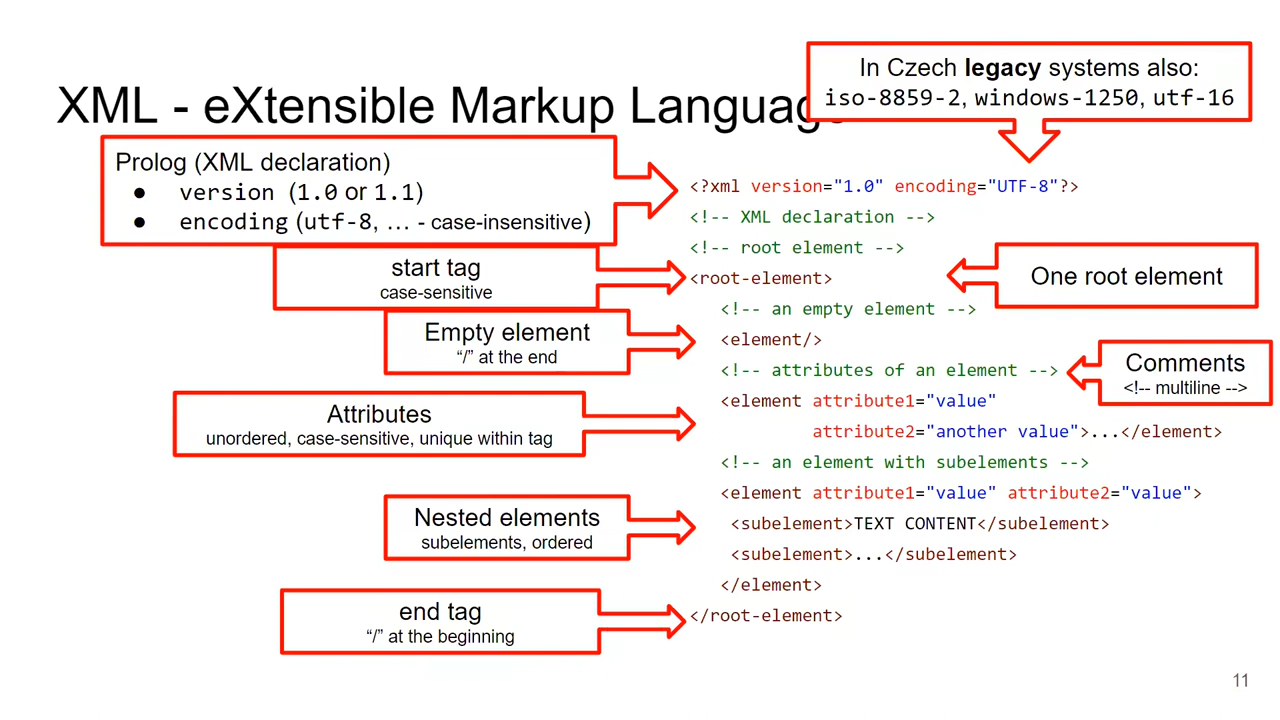 In Czech legacy systems also:
iso-8859-2, windows-1250, utf-16
XML - eXtensible Markup Language
Prolog (XML declaration)
● version (1.0 or 1.1)
● encoding (utf-8, … - case-insensitive)
start tag
case-sensitive
Empty element
“/” at the end
Attributes
unordered, case-sensitive, unique within tag
Nested elements
subelements, ordered
end tag
“/” at the beginning
<?xml version="1.0" encoding="UTF-8"?>
<!-- XML declaration -->
<!-- root element -->
<root-element>
<!-- an empty element -->
<element/>
<!-- attributes of an element -->
<element attribute1="value"
attribute2="another value">...</element>
<!-- an element with subelements -->
<element attribute1="value" attribute2="value">
<subelement>TEXT CONTENT</subelement>
<subelement>...</subelement>
</element>
</root-element>
One root element
Comments
<!-- multiline -->
11